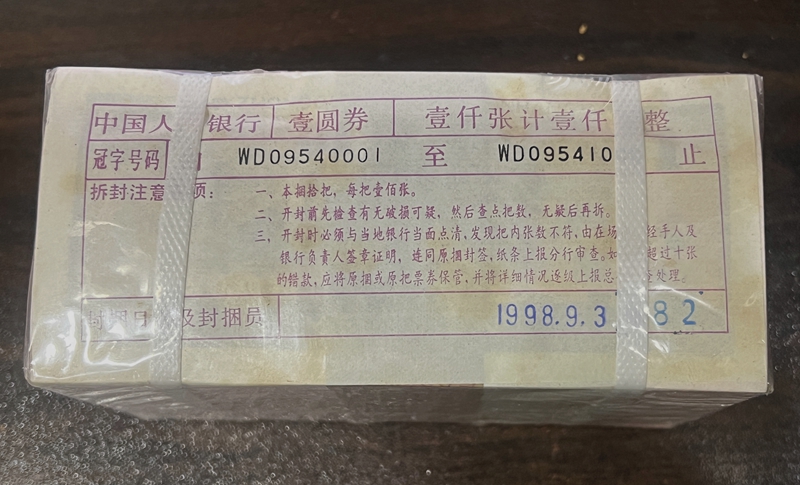 中国人 银行 壹圆券 壹仟张计壹仟 整
冠字号码 WD09540001 至 WD095410 止
拆封注意 项：
一、本捆拾把，每把壹佰张。
二、开封前先检查有无破损可疑，然后查点把数，无疑后再拆。
三、开封时必须与当地银行当面点清，发现把内张数不符，由在场 经手人及
银行负责人签章证明，连同原捆封签，纸条上报分行审查。如 超过十张
的错款，应将原捆或原把票券保管，并将详细情况逐级上报总 查处理。
封捆日 及封捆员 1998.9.3 82